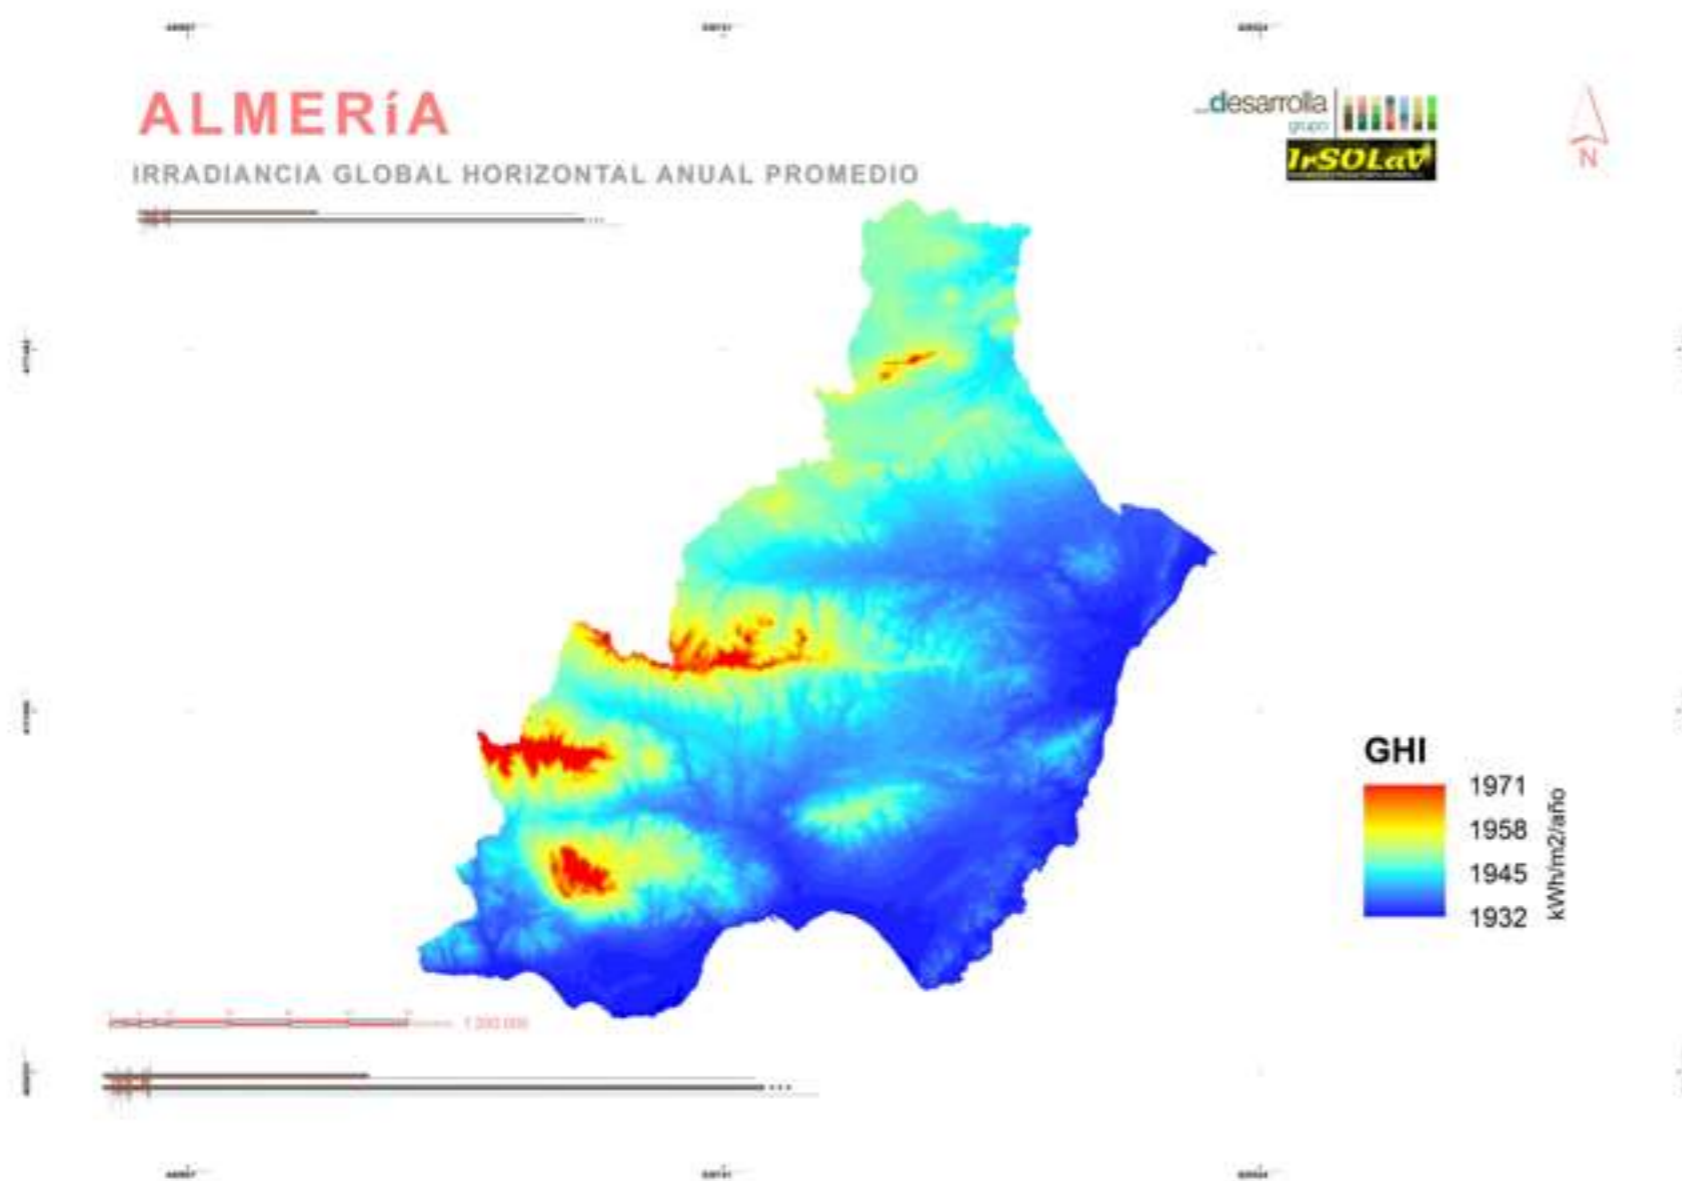 ALMERíA
IRRADIANCIA GLOBAL HORIZONTAL ANUAL PROMEDIO
desarrolla
grupo
IrSOLaV
N
GHI
1971
1958
1945
1932
kWh/m2/año